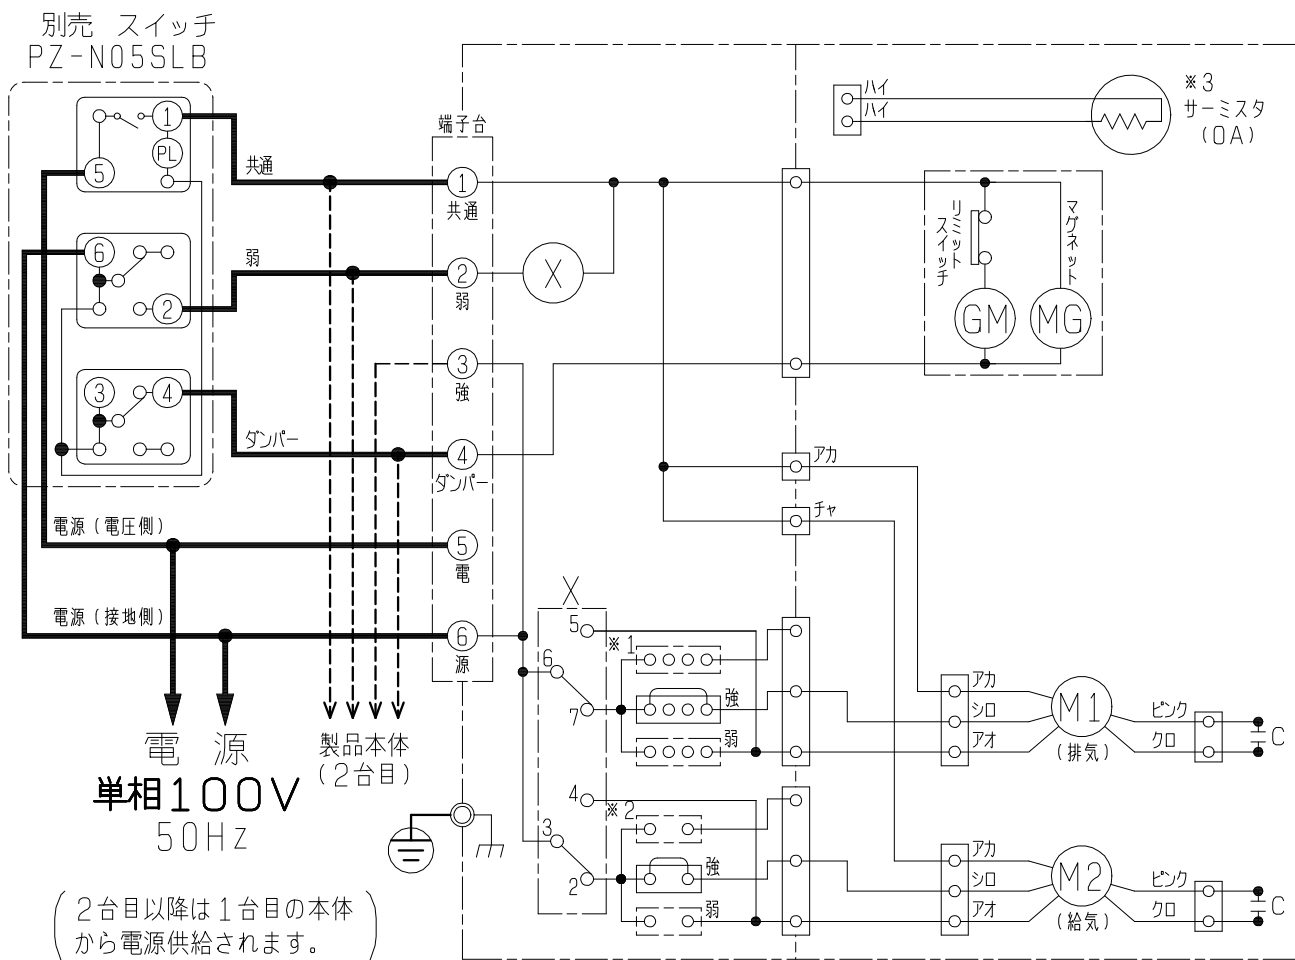 別売 スイッチ
PZ-N05SLB
1
PL
5
6
2
3
4
共通
弱
ダンパー
電源(電圧側)
電源(接地側)
端子台
1
共通
2
弱
3
強
4
ダンパー
5
電
6
源
X
ハイ
ハイ
※3
サーミスタ
(OA)
リミット
スイッチ
マグネット
GM
MG
アカ
チャ
X
5
6
7
4
3
2
※1
強
弱
※2
強
弱
アカ
シロ
アオ
M1
(排気)
ピンク
クロ
C
アカ
シロ
アオ
M2
(給気)
ピンク
クロ
C
電 源
単相100V
50Hz
製品本体
(2台目)
(2台目以降は1台目の本体
から電源供給されます。)